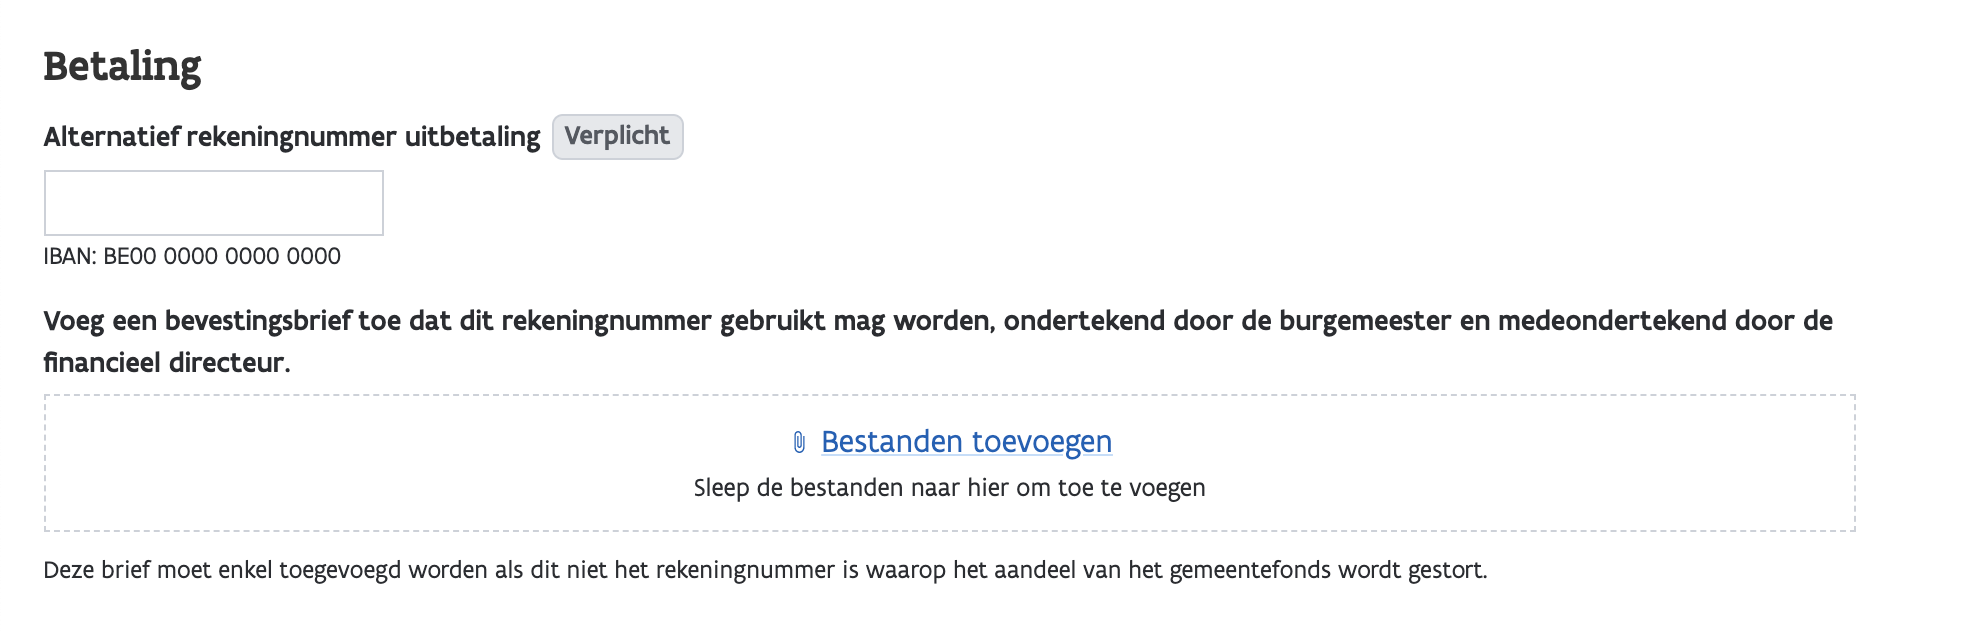 Betaling
Alternatief rekeningnummer uitbetaling Verplicht
IBAN: BE00 0000 0000 0000
Voeg een bevestingsbrief toe dat dit rekeningnummer gebruikt mag worden, ondertekend door de burgemeester en medeondertekend door de
financieel directeur.
Bestanden toevoegen
Sleep de bestanden naar hier om toe te voegen
Deze brief moet enkel toegevoegd worden als dit niet het rekeningnummer is waarop het aandeel van het gemeentefonds wordt gestort.